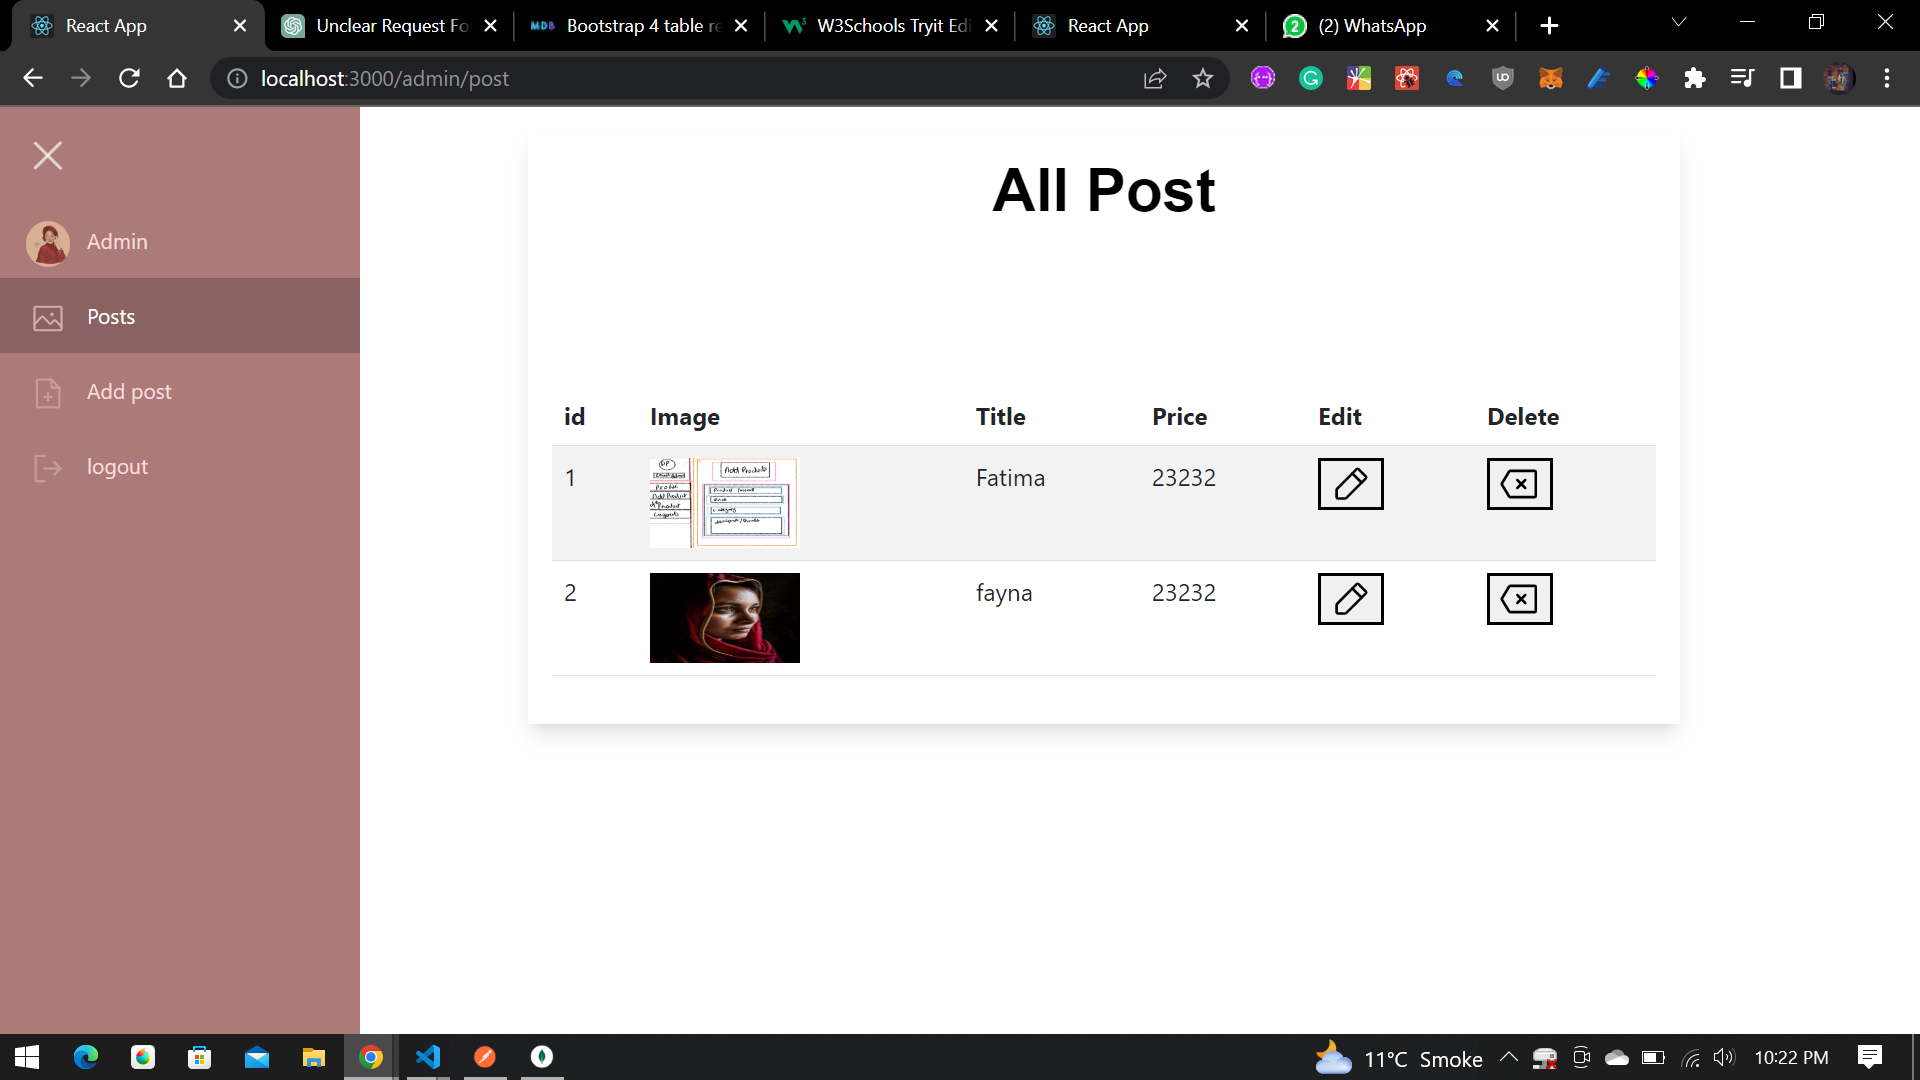 React App
Unclear Request Fo
MDB Bootstrap 4 table re
W3Schools Tryit Edi
React App
2 (2) WhatsApp
localhost:3000/admin/post
All Post
Admin
Posts
Add post
logout
id Image Title Price Edit Delete
1 Fatima 23232
Add Products
2 fayna 23232
11°C Smoke
10:22 PM